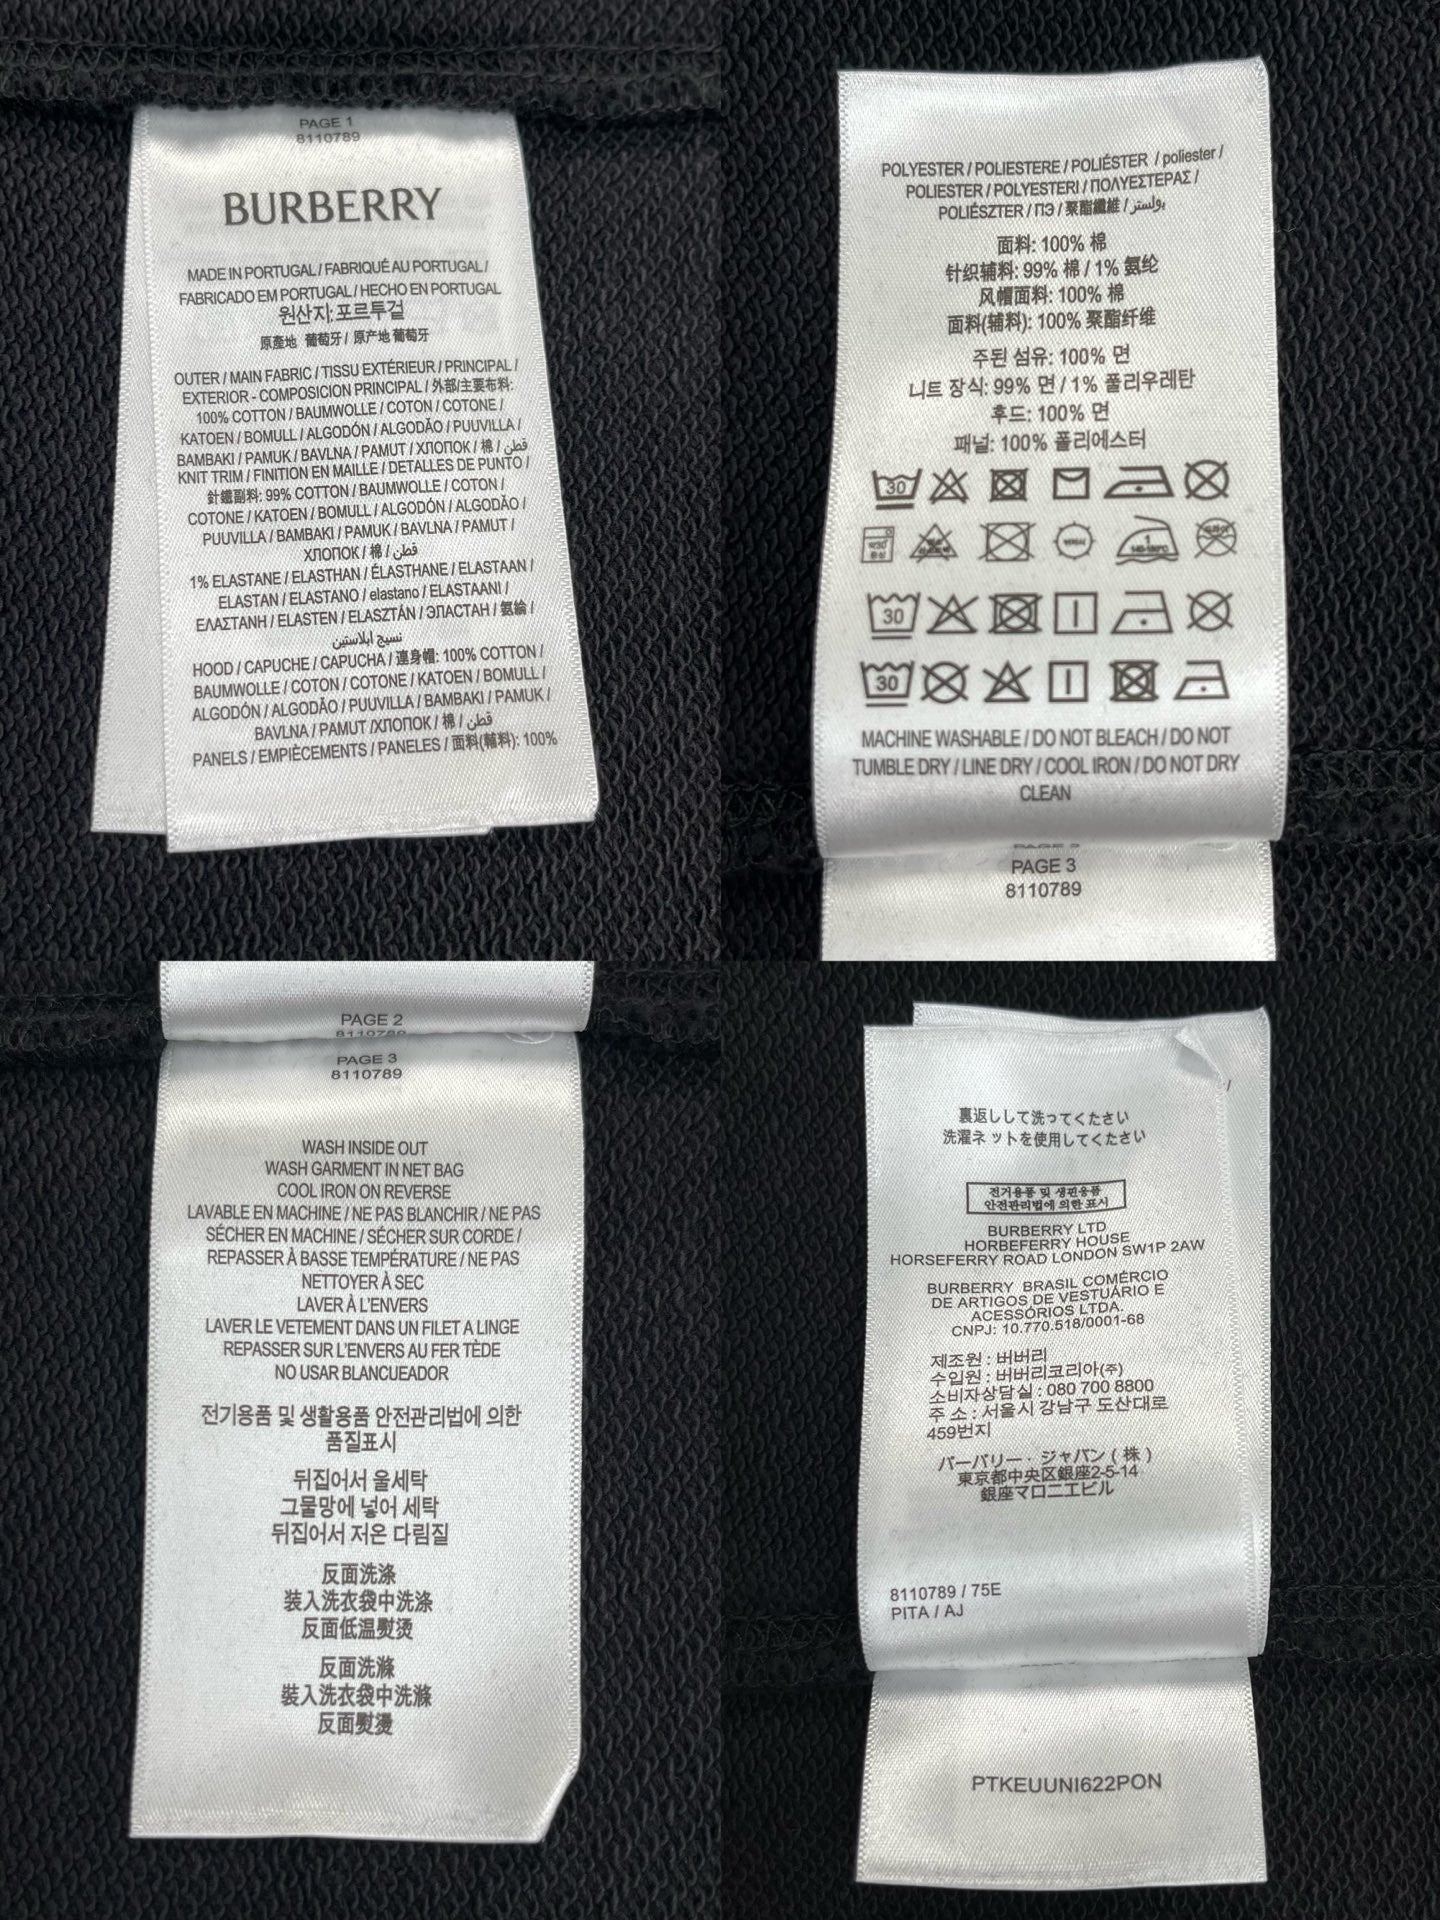 PAGE 1
8110789
BURBERRY
MADE IN PORTUGAL / FABRIQUÉ AU PORTUGAL /
FABRICADO EM PORTUGAL / HECHO EN PORTUGAL
원산지: 포르투걸
原產地 葡萄牙 / 原产地 葡萄牙
OUTER / MAIN FABRIC / TISSU EXTÉRIEUR / PRINCIPAL /
EXTERIOR - COMPOSICION PRINCIPAL / 外部/主要布料:
100% COTTON / BAUMWOLLE / COTON / COTONE /
KATOEN / BOMULL / ALGODÓN / ALGODÃO / PUUVILLA /
BAMBAKI / PAMUK / BAVLNA / PAMUT / ХЛОПОК / 棉 / قطن
KNIT TRIM / FINITION EN MAILLE / DETALLES DE PUNTO /
針織副料: 99% COTTON / BAUMWOLLE / COTON /
COTONE / KATOEN / BOMULL / ALGODÓN / ALGODÃO /
PUUVILLA / BAMBAKI / PAMUK / BAVLNA / PAMUT /
ХЛОПОК / 棉 / قطن
1% ELASTANE / ELASTHAN / ÉLASTHANE / ELASTAAN /
ELASTAN / ELASTANO / elastano / ELASTAANI /
ΕΛΑΣΤΑΝΗ / ELASTEN / ELASZTÁN / ЭЛАСТАН / 氨綸 /
نسيج ايلاستين
HOOD / CAPUCHE / CAPUCHA / 連身帽: 100% COTTON /
BAUMWOLLE / COTON / COTONE / KATOEN / BOMULL /
ALGODÓN / ALGODÃO / PUUVILLA / BAMBAKI / PAMUK /
BAVLNA / PAMUT /ХЛОПОК / 棉 / قطن
PANELS / EMPIÈCEMENTS / PANELES / 面料(輔料): 100%
POLYESTER / POLIESTERE / POLIÉSTER / poliester /
POLIESTER / POLYESTERI / ΠΟΛΥΕΣΤΕΡΑΣ /
POLIÉSZTER / ПЭ / 聚酯纖維 / بولستر
面料: 100% 棉
针织辅料: 99% 棉 / 1% 氨纶
风帽面料: 100% 棉
面料(辅料): 100% 聚酯纤维
주된 섬유: 100% 면
니트 장식: 99% 면 / 1% 폴리우레탄
후드: 100% 면
패널: 100% 폴리에스터
30
30
30
MACHINE WASHABLE / DO NOT BLEACH / DO NOT
TUMBLE DRY / LINE DRY / COOL IRON / DO NOT DRY
CLEAN
PAGE 3
8110789
PAGE 2
8110789
PAGE 3
8110789
WASH INSIDE OUT
WASH GARMENT IN NET BAG
COOL IRON ON REVERSE
LAVABLE EN MACHINE / NE PAS BLANCHIR / NE PAS
SÉCHER EN MACHINE / SÉCHER SUR CORDE /
REPASSER À BASSE TEMPÉRATURE / NE PAS
NETTOYER À SEC
LAVER À L'ENVERS
LAVER LE VETEMENT DANS UN FILET A LINGE
REPASSER SUR L'ENVERS AU FER TÈDE
NO USAR BLANCUEADOR
전기용품 및 생활용품 안전관리법에 의한
품질표시
뒤집어서 울세탁
그물망에 넣어 세탁
뒤집어서 저온 다림질
反面洗涤
装入洗衣袋中洗涤
反面低温熨烫
反面洗滌
裝入洗衣袋中洗滌
反面熨燙
裏返しして洗ってください
洗濯ネットを使用してください
전거용품 및 생편용품
안전관리법에 의한 표시
BURBERRY LTD
HORBEFERRY HOUSE
HORSEFERRY ROAD LONDON SW1P 2AW
BURBERRY BRASIL COMÉRCIO
DE ARTIGOS DE VESTUÁRIO E
ACESSÓRIOS LTDA.
CNPJ: 10.770.518/0001-68
제조원 : 버버리
수입원 : 버버리코리아(주)
소비자상담실 : 080 700 8800
주 소 : 서울시 강남구 도산대로
459번지
バーバリー・ジャパン ( 株 )
東京都中央区銀座2-5-14
銀座マロニエビル
8110789 / 75E
PITA / AJ
PTKEUUNI622PON